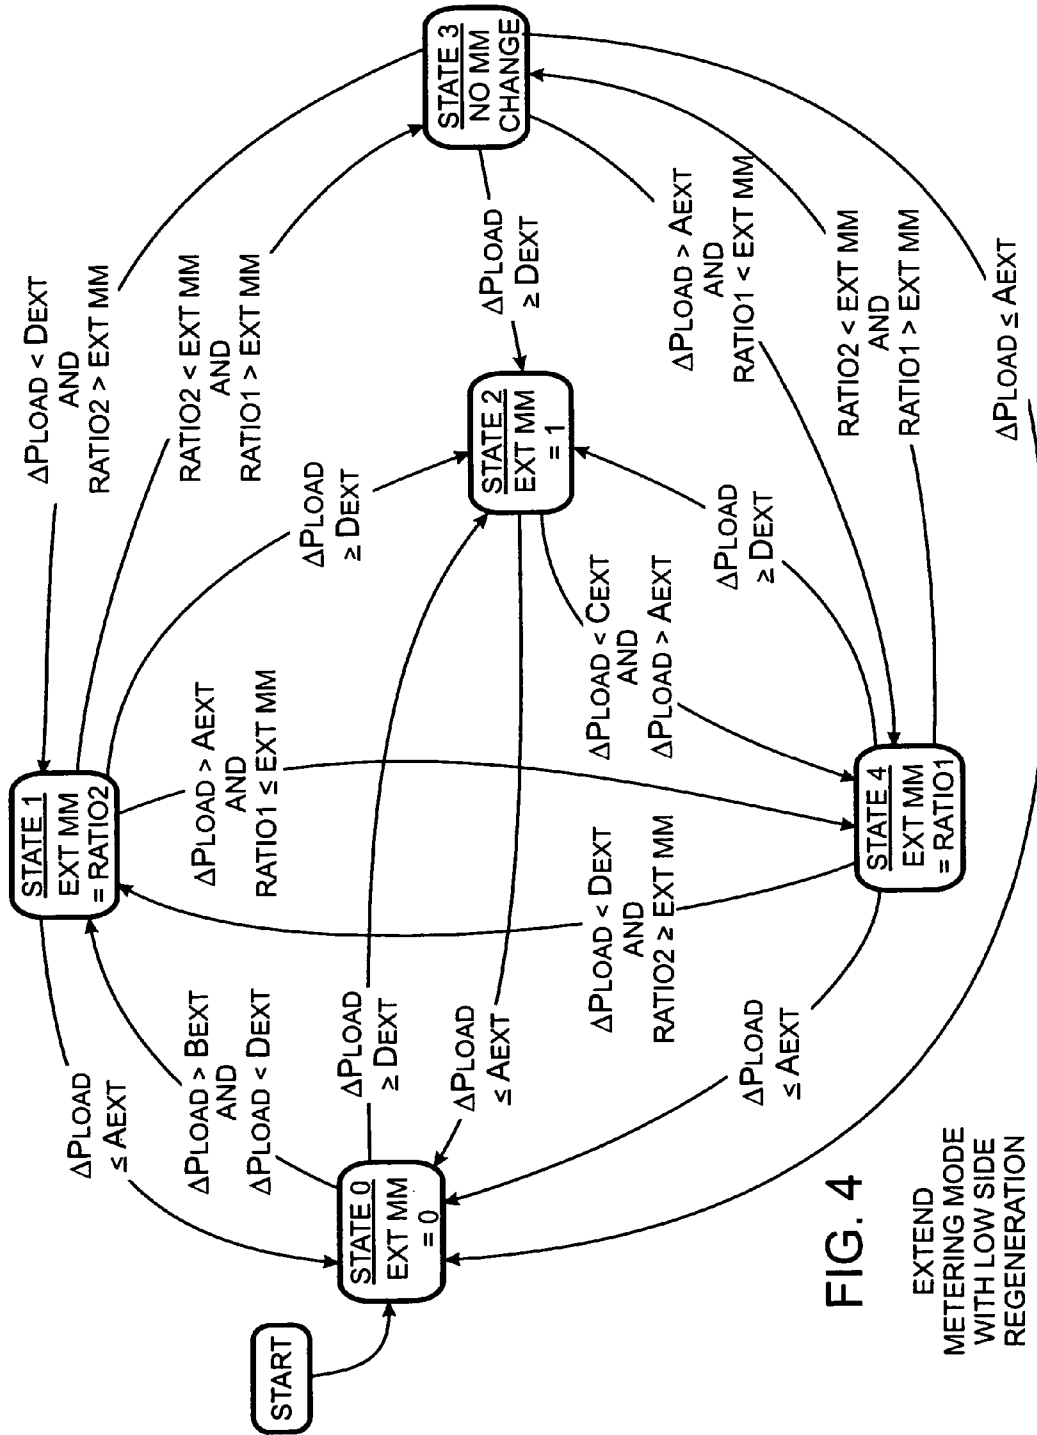 START
STATE 0
EXT MM
= 0
STATE 1
EXT MM
= RATIO2
STATE 2
EXT MM
= 1
STATE 3
NO MM
CHANGE
STATE 4
EXT MM
= RATIO1
ΔPLOAD < DEXT
AND
RATIO2 > EXT MM
RATIO2 < EXT MM
AND
RATIO1 > EXT MM
ΔPLOAD
≥ DEXT
ΔPLOAD
≤ AEXT
ΔPLOAD > BEXT
AND
ΔPLOAD < DEXT
ΔPLOAD > AEXT
AND
RATIO1 ≤ EXT MM
ΔPLOAD
≥ DEXT
ΔPLOAD
≥ DEXT
ΔPLOAD
≤ AEXT
ΔPLOAD < CEXT
AND
ΔPLOAD > AEXT
ΔPLOAD < DEXT
AND
RATIO2 ≥ EXT MM
ΔPLOAD
≥ DEXT
ΔPLOAD > AEXT
AND
RATIO1 < EXT MM
ΔPLOAD
≤ AEXT
RATIO2 < EXT MM
AND
RATIO1 > EXT MM
ΔPLOAD ≤ AEXT
FIG. 4
EXTEND
METERING MODE
WITH LOW SIDE
REGENERATION